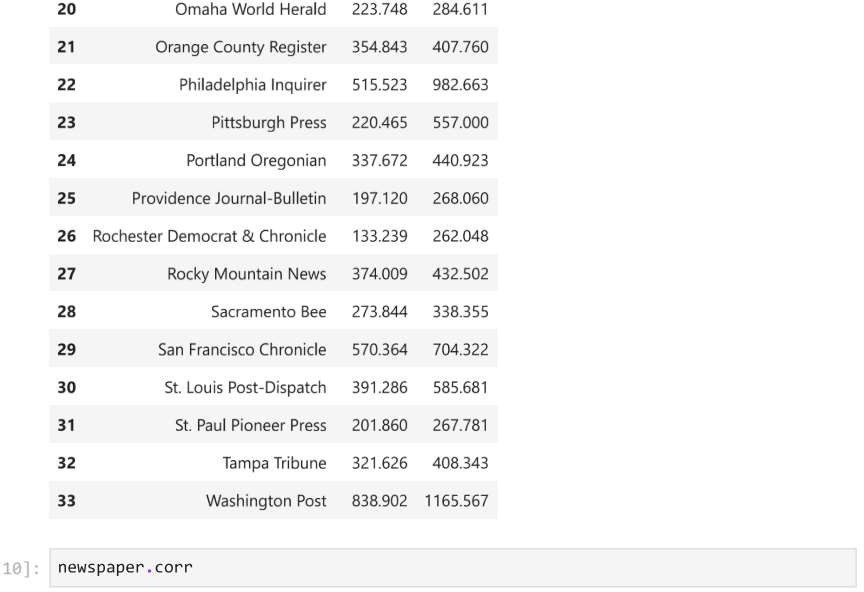 20 Omaha World Herald 223.748 284.611
21 Orange County Register 354.843 407.760
22 Philadelphia Inquirer 515.523 982.663
23 Pittsburgh Press 220.465 557.000
24 Portland Oregonian 337.672 440.923
25 Providence Journal-Bulletin 197.120 268.060
26 Rochester Democrat & Chronicle 133.239 262.048
27 Rocky Mountain News 374.009 432.502
28 Sacramento Bee 273.844 338.355
29 San Francisco Chronicle 570.364 704.322
30 St. Louis Post-Dispatch 391.286 585.681
31 St. Paul Pioneer Press 201.860 267.781
32 Tampa Tribune 321.626 408.343
33 Washington Post 838.902 1165.567
10]: newspaper.corr